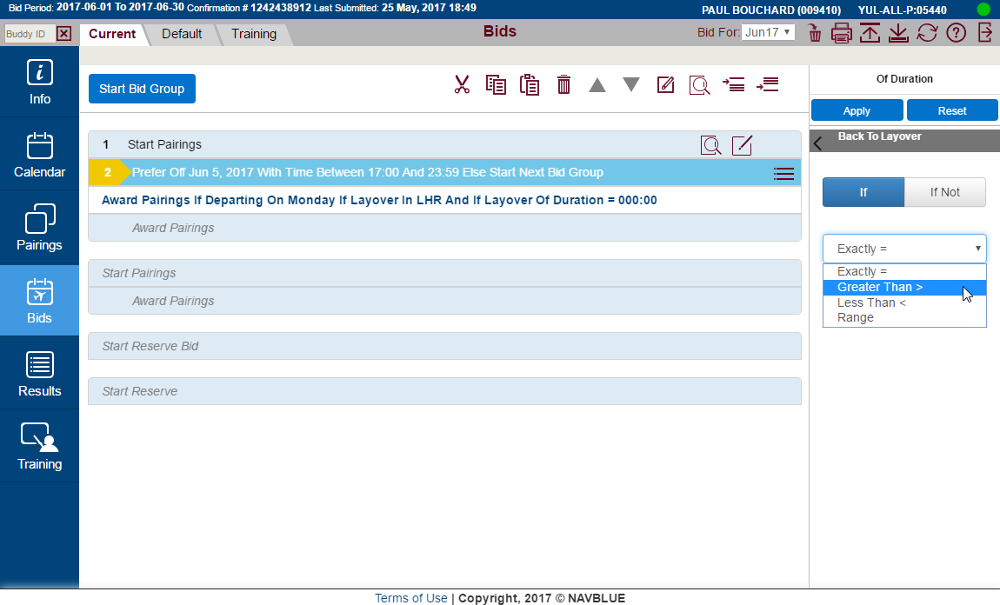 Bid Period: 2017-06-01 To 2017-06-30 Confirmation # 1242438912 Last Submitted: 25 May, 2017 18:49
PAUL BOUCHARD (009410) YUL-ALL-P:05440
Buddy ID
Current Default Training
Bids
Bid For: Jun17
Info
Calendar
Pairings
Bids
Results
Training
Start Bid Group
1 Start Pairings
2 Prefer Off Jun 5, 2017 With Time Between 17:00 And 23:59 Else Start Next Bid Group
Award Pairings If Departing On Monday If Layover In LHR And If Layover Of Duration = 000:00
Award Pairings
Start Pairings
Award Pairings
Start Reserve Bid
Start Reserve
Of Duration
Apply Reset
Back To Layover
If If Not
Exactly =
Exactly =
Greater Than >
Less Than <
Range
Terms of Use | Copyright, 2017 © NAVBLUE